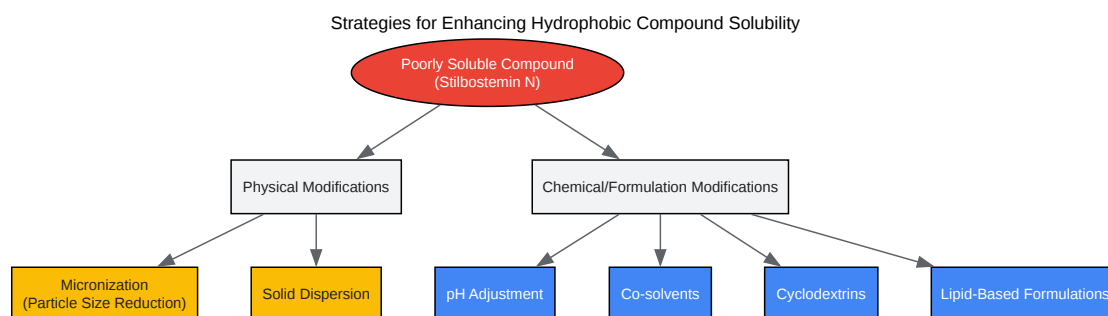 Strategies for Enhancing Hydrophobic Compound Solubility
Poorly Soluble Compound
(Stilbostemin N)
Physical Modifications
Chemical/Formulation Modifications
Micronization
(Particle Size Reduction)
Solid Dispersion
pH Adjustment
Co-solvents
Cyclodextrins
Lipid-Based Formulations